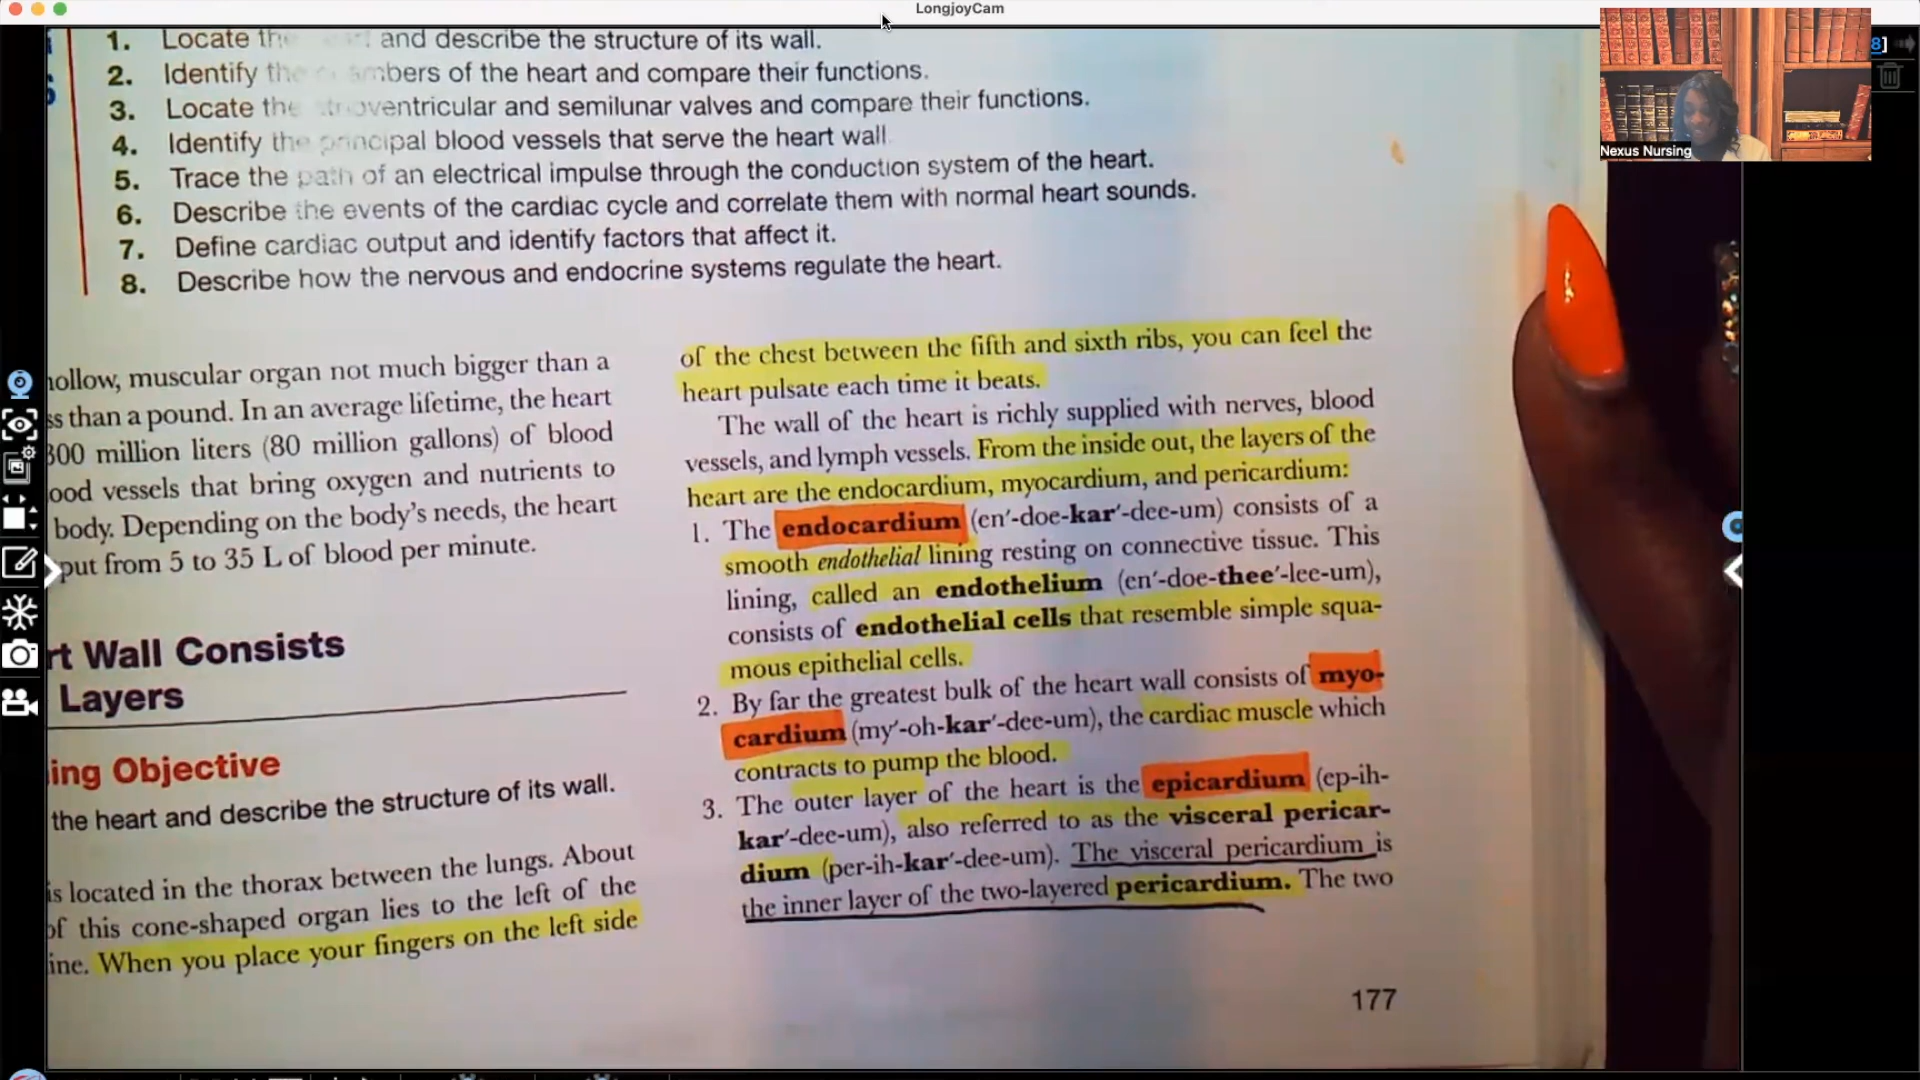 LongjoyCam
8]
Nexus Nursing
1. Locate the and describe the structure of its wall.
2. Identify the chambers of the heart and compare their functions.
3. Locate the atrioventricular and semilunar valves and compare their functions.
4. Identify the principal blood vessels that serve the heart wall
5. Trace the path of an electrical impulse through the conduction system of the heart.
6. Describe the events of the cardiac cycle and correlate them with normal heart sounds.
7. Define cardiac output and identify factors that affect it.
8. Describe how the nervous and endocrine systems regulate the heart.
hollow, muscular organ not much bigger than a
ss than a pound. In an average lifetime, the heart
300 million liters (80 million gallons) of blood
ood vessels that bring oxygen and nutrients to
body. Depending on the body's needs, the heart
put from 5 to 35 L of blood per minute.
rt Wall Consists
Layers
ing Objective
the heart and describe the structure of its wall.
is located in the thorax between the lungs. About
of this cone-shaped organ lies to the left of the
ine. When you place your fingers on the left side
of the chest between the fifth and sixth ribs, you can feel the
heart pulsate each time it beats.
The wall of the heart is richly supplied with nerves, blood
vessels, and lymph vessels. From the inside out, the layers of the
heart are the endocardium, myocardium, and pericardium:
1. The endocardium (en′-doe-kar′-dee-um) consists of a
smooth endothelial lining resting on connective tissue. This
lining, called an endothelium (en′-doe-thee′-lee-um),
consists of endothelial cells that resemble simple squa-
mous epithelial cells.
2. By far the greatest bulk of the heart wall consists of myo-
cardium (my′-oh-kar′-dee-um), the cardiac muscle which
contracts to pump the blood.
3. The outer layer of the heart is the epicardium (ep-ih-
kar′-dee-um), also referred to as the visceral pericar-
dium (per-ih-kar′-dee-um). The visceral pericardium is
the inner layer of the two-layered pericardium. The two
177